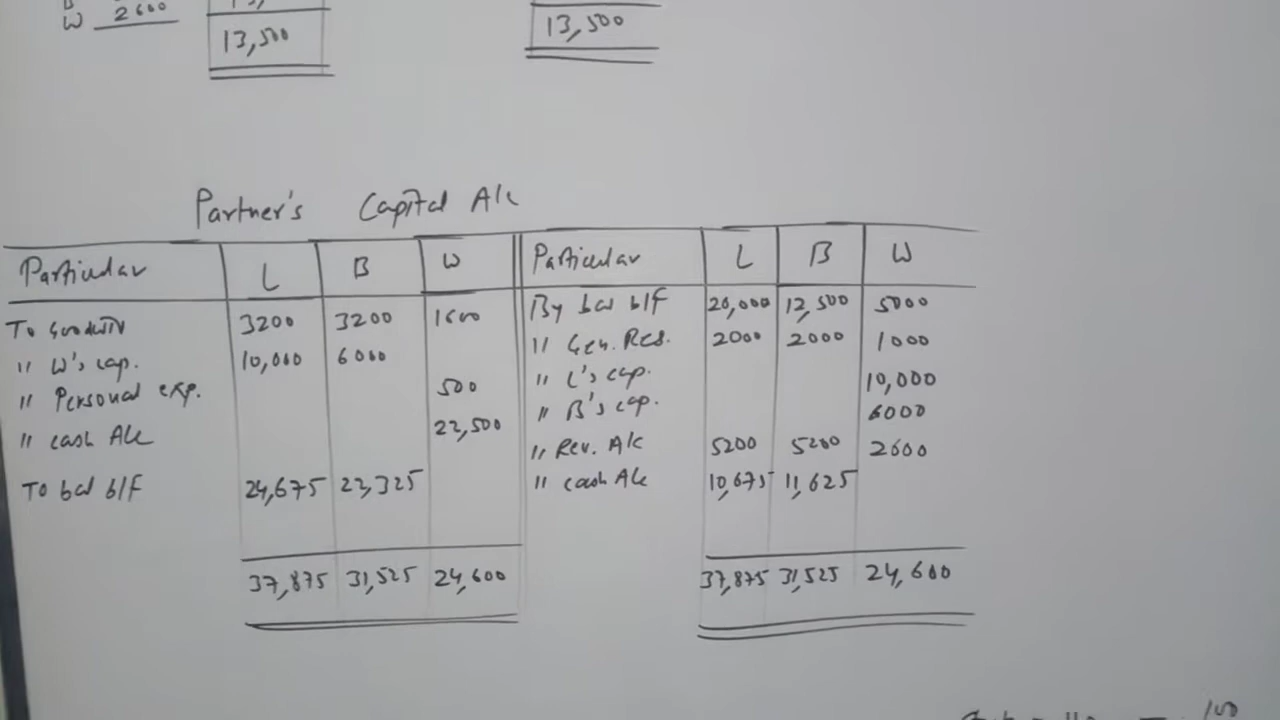 W 2600
13,500 13,500
Partner's Capital A/c
Particular L B W Particular L B W
To Goodwill 3200 3200 1600 By bal b/f 20,000 12,500 5000
" W's cap. 10,000 6000 " Gen. Res. 2000 2000 1000
" Personal exp. 500 " L's cap. 10,000
" cash A/c 22,500 " B's cap. 6000
" Rev. A/c 5200 5200 2600
To bal b/f 24,675 22,325 " cash A/c 10,675 11,625
37,875 31,525 24,600 37,875 31,525 24,600